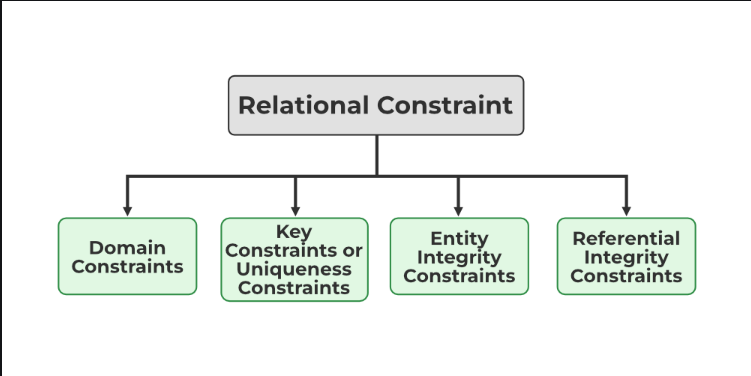 Relational Constraint
Domain
Constraints
Key
Constraints or
Uniqueness
Constraints
Entity
Integrity
Constraints
Referential
Integrity
Constraints